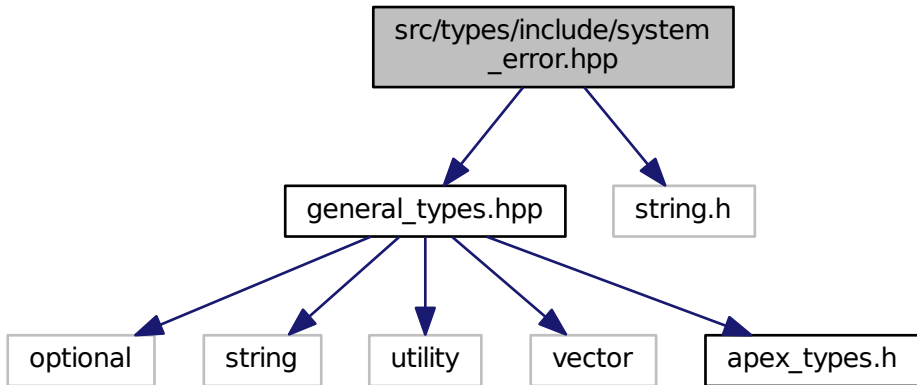 src/types/include/system
_error.hpp
general_types.hpp
string.h
optional
string
utility
vector
apex_types.h